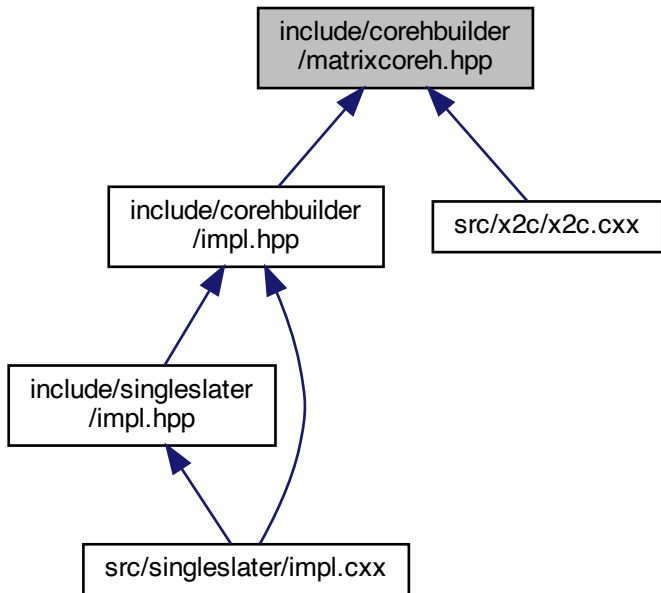 include/corehbuilder
/matrixcoreh.hpp
include/corehbuilder
/impl.hpp
src/x2c/x2c.cxx
include/singleslater
/impl.hpp
src/singleslater/impl.cxx